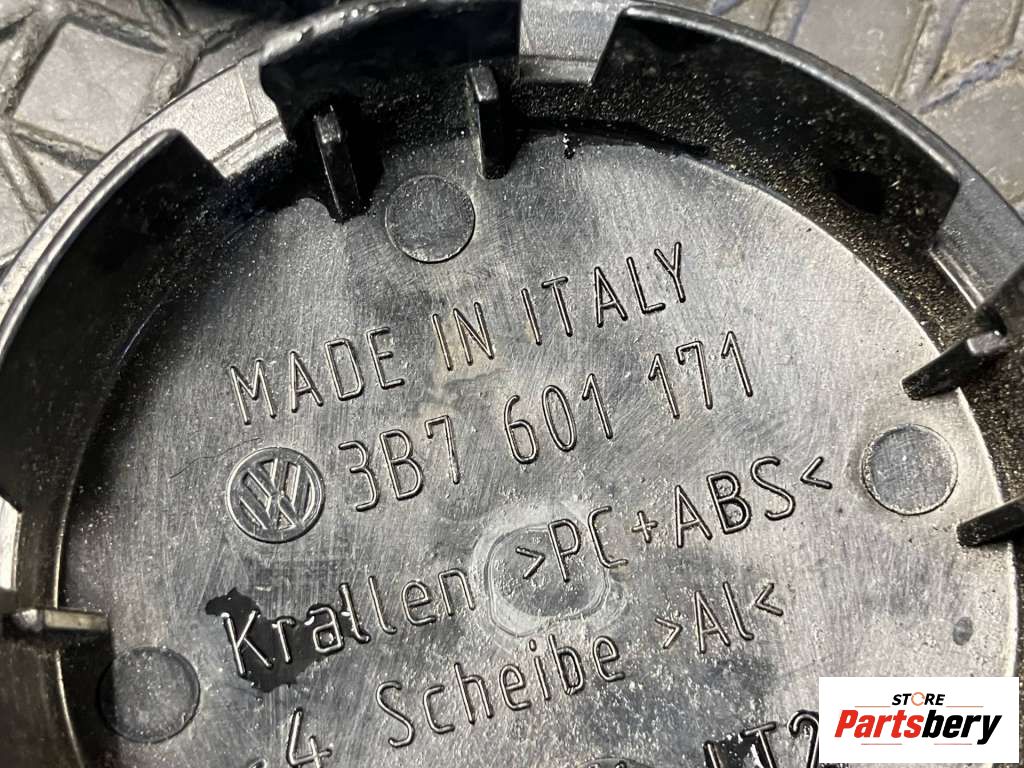 MADE IN ITALY
3B7 601 171
Krallen >PC+ABS<
Scheibe >Al<
STORE
Partsbery